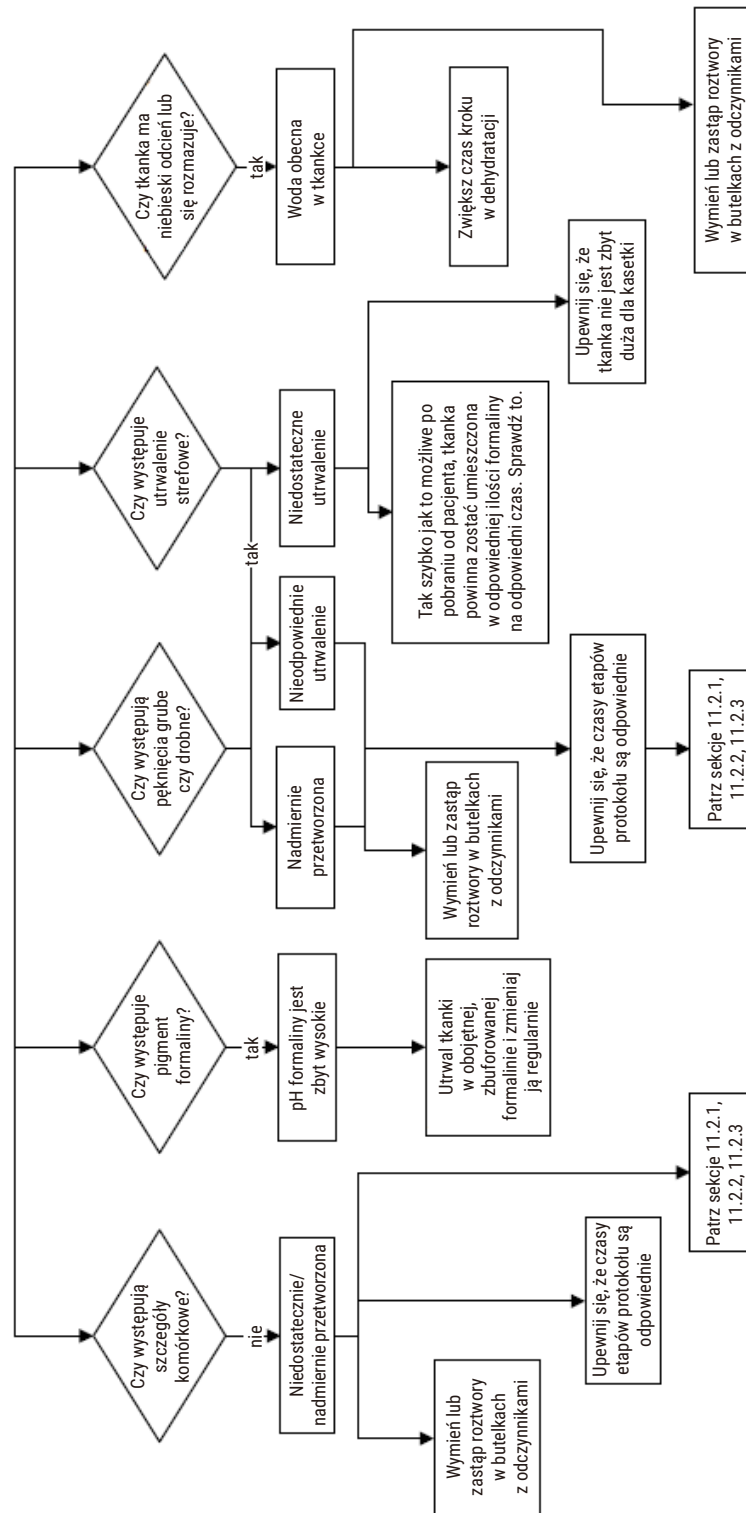 Czy występują
szczegóły
komórkowe?
nie
Niedostatecznie/
nadmiernie przetworzona
Wymień lub
zastąp roztwory
w butelkach
z odczynnikami
Upewnij się, że czasy
etapów protokołu są
odpowiednie
Patrz sekcje 11.2.1,
11.2.2, 11.2.3
Czy występuje
pigment
formaliny?
tak
pH formaliny jest
zbyt wysokie
Utrwal tkanki
w obojętnej,
zbuforowanej
formalinie i zmieniaj
ją regularnie
Czy występują
pęknięcia grube
czy drobne?
Nadmiernie
przetworzona
Nieodpowiednie
utrwalenie
Wymień lub zastąp
roztwory w butelkach
z odczynnikami
Upewnij się, że czasy etapów
protokołu są odpowiednie
Patrz sekcje 11.2.1,
11.2.2, 11.2.3
Czy występuje
utrwalenie
strefowe?
tak
Niedostateczne
utrwalenie
Tak szybko jak to możliwe po
pobraniu od pacjenta, tkanka
powinna zostać umieszczona
w odpowiedniej ilości formaliny
na odpowiedni czas. Sprawdź to.
Upewnij się, że
tkanka nie jest zbyt
duża dla kasetki
Czy tkanka ma
niebieski odcień lub
się rozmazuje?
tak
Woda obecna
w tkankce
Zwiększ czas kroku
w dehydratacji
Wymień lub zastąp roztwory
w butelkach z odczynnikami